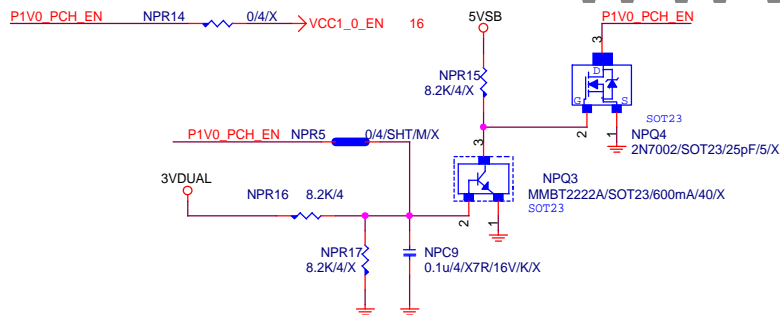 P1V0_PCH_EN NPR14 0/4/X VCC1_0_EN 16
5VSB
P1V0_PCH_EN
3
D
G S
SOT23
2 1
NPQ4
2N7002/SOT23/25pF/5/X
NPR15
8.2K/4/X
P1V0_PCH_EN NPR5 0/4/SHT/M/X
3
NPQ3
MMBT2222A/SOT23/600mA/40/X
SOT23
2 1
3VDUAL
NPR16 8.2K/4
NPR17
8.2K/4/X
NPC9
0.1u/4/X7R/16V/K/X